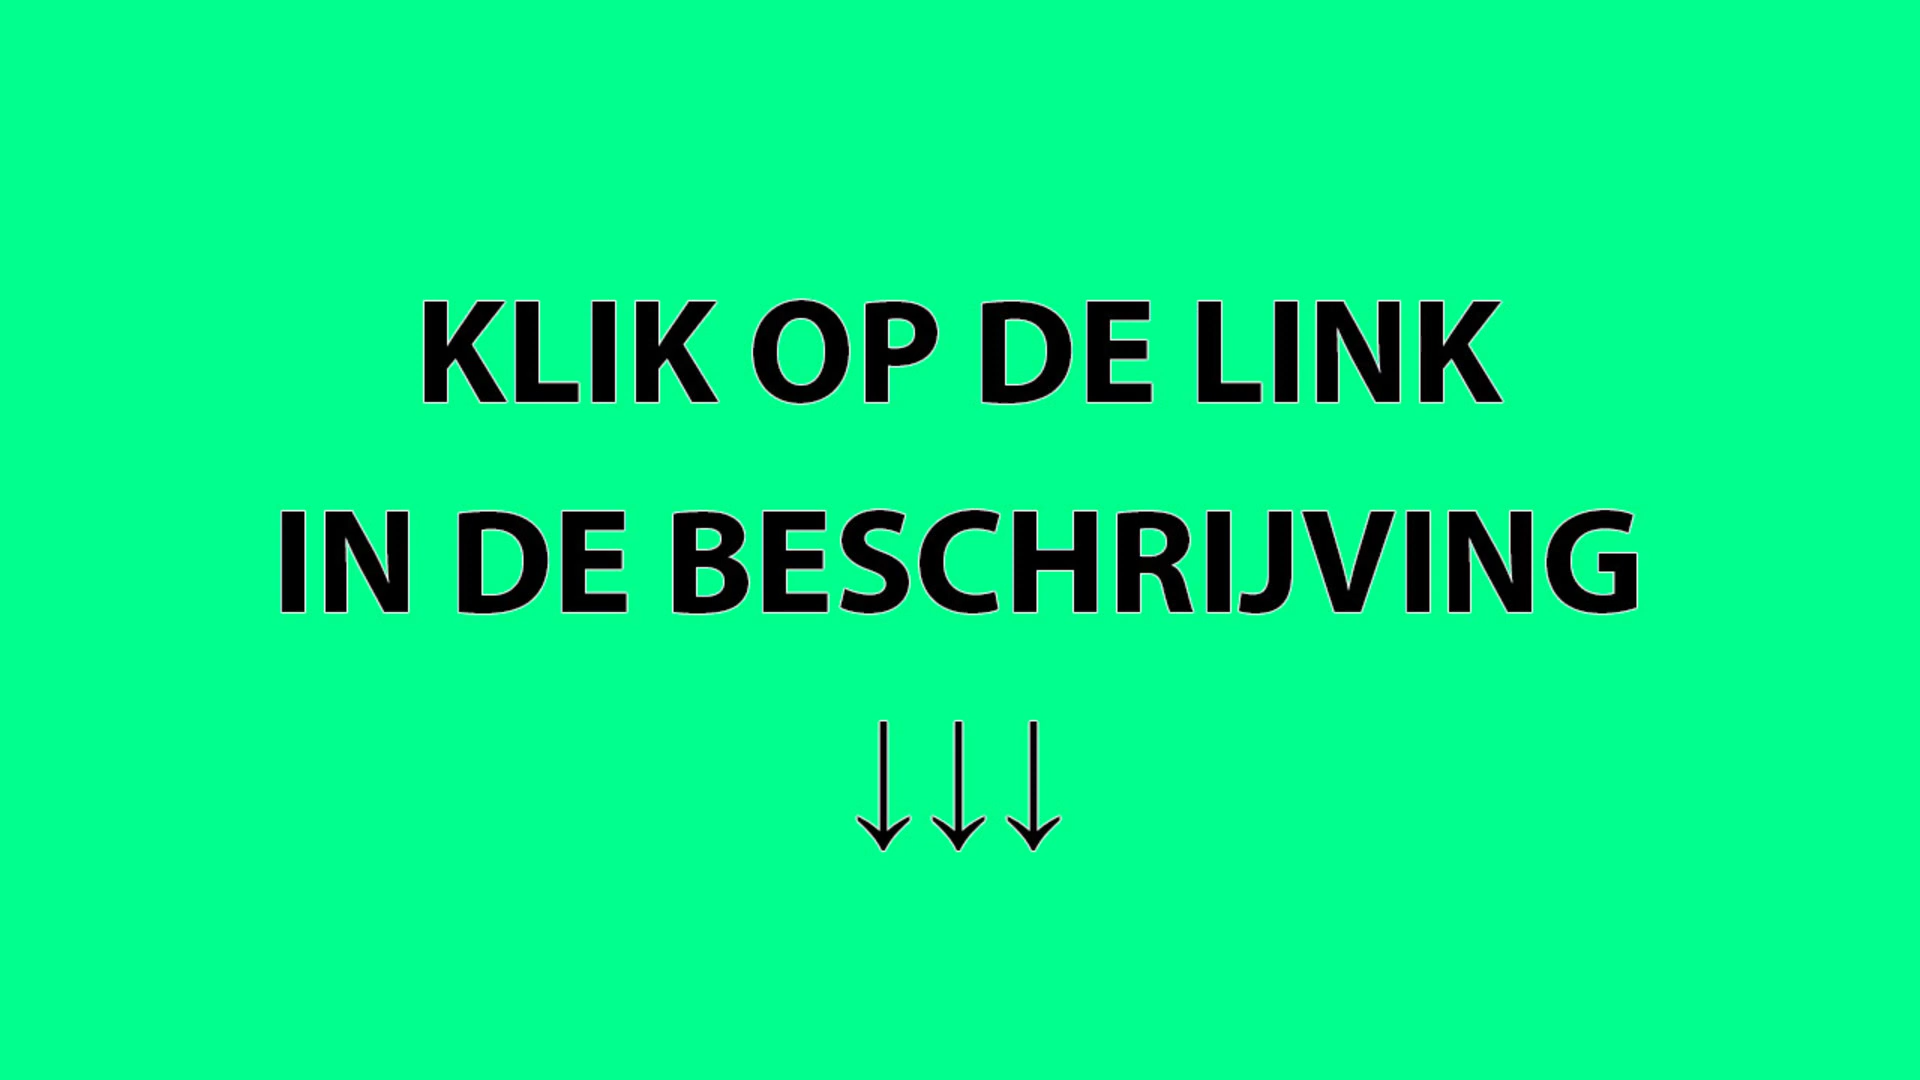 KLIK OP DE LINK
IN DE BESCHRIJVING
↓↓↓